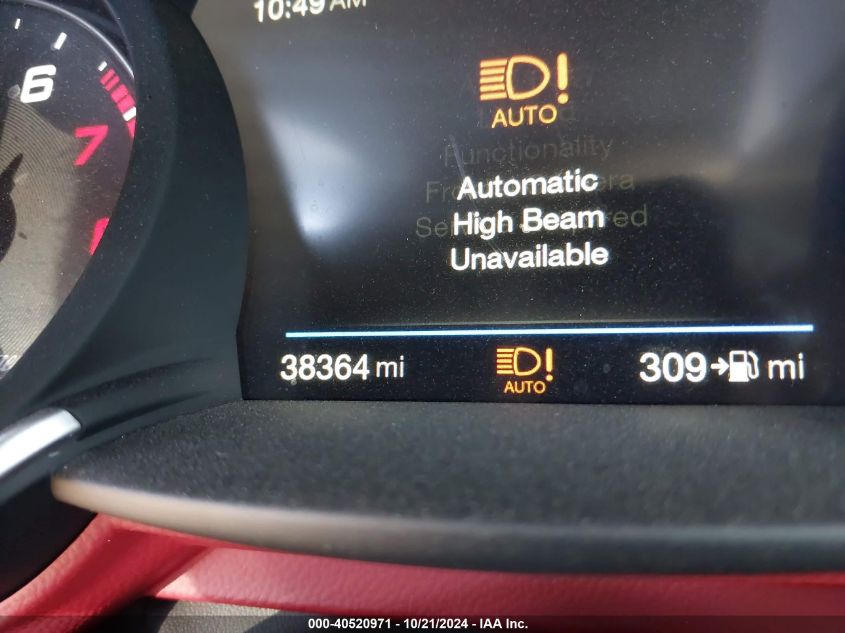 10:49 AM
6
7
8
AUTO
Functionality
Automatic
High Beam
Unavailable
38364 mi
AUTO
309 mi
000-40520971 - 10/21/2024 - IAA Inc.